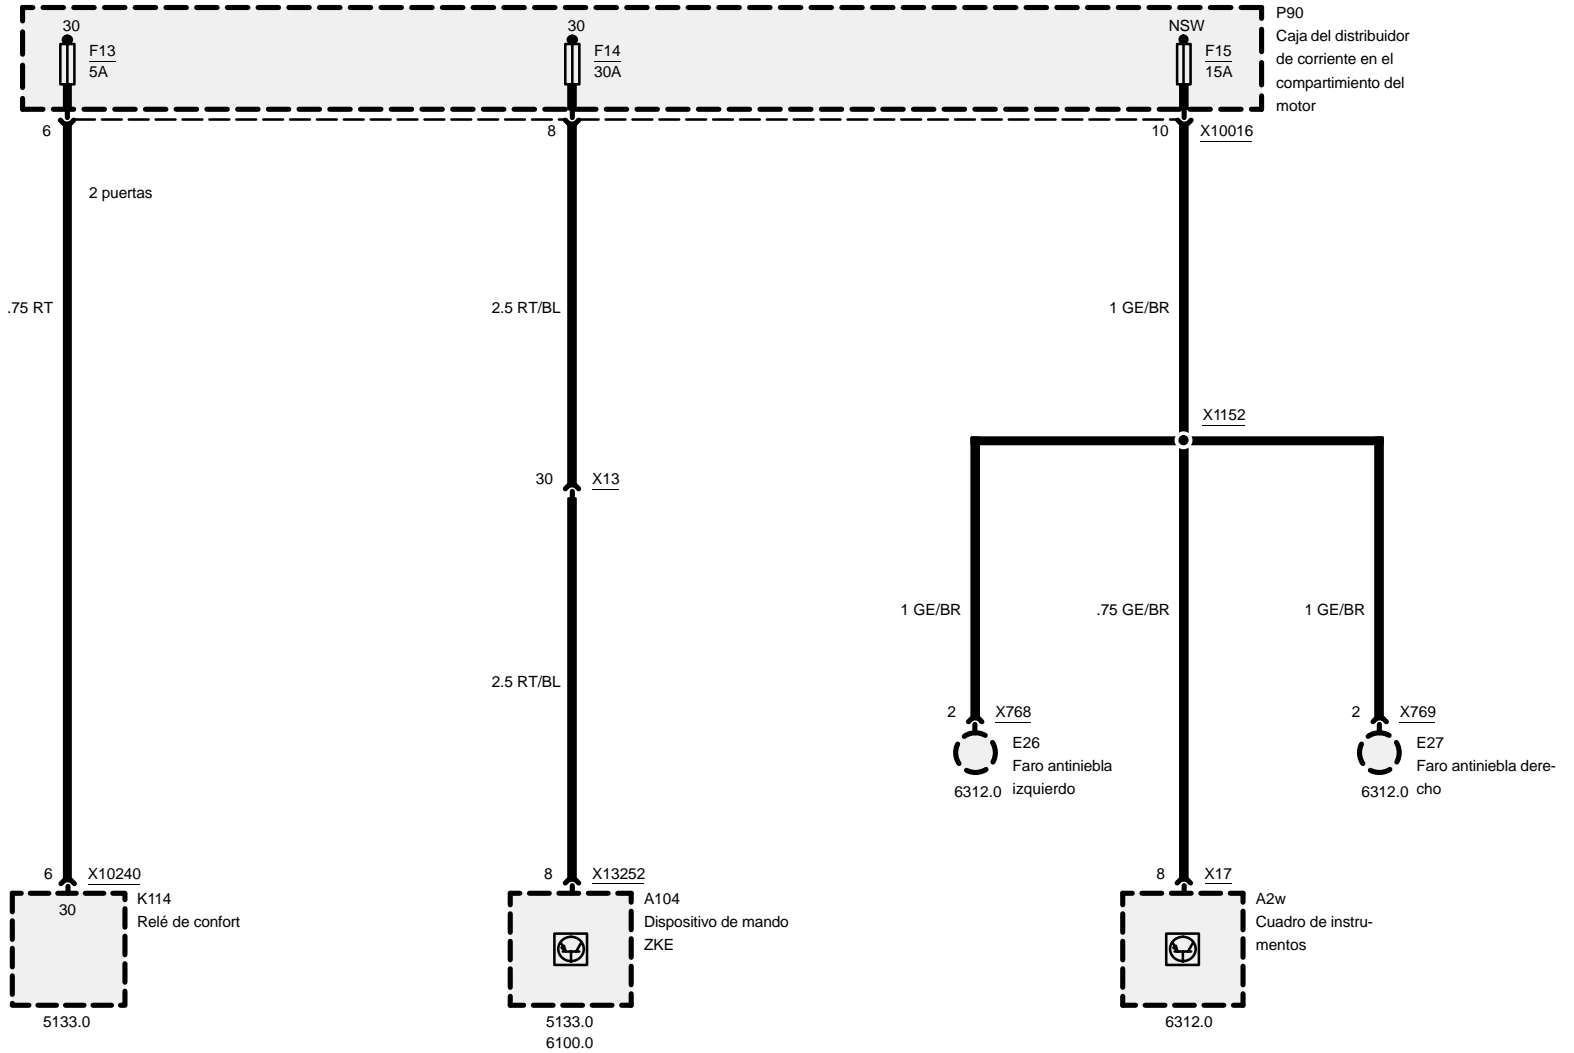 30
F13
5A
30
F14
30A
NSW
F15
15A
P90
Caja del distribuidor
de corriente en el
compartimiento del
motor
6
8
10
X10016
2 puertas
.75 RT
2.5 RT/BL
1 GE/BR
X1152
30
X13
1 GE/BR
.75 GE/BR
1 GE/BR
2.5 RT/BL
2
X768
E26
Faro antiniebla
izquierdo
6312.0
2
X769
E27
Faro antiniebla dere-
cho
6312.0
6
X10240
K114
Relé de confort
30
5133.0
8
X13252
A104
Dispositivo de mando
ZKE
5133.0
6100.0
8
X17
A2w
Cuadro de instru-
mentos
6312.0